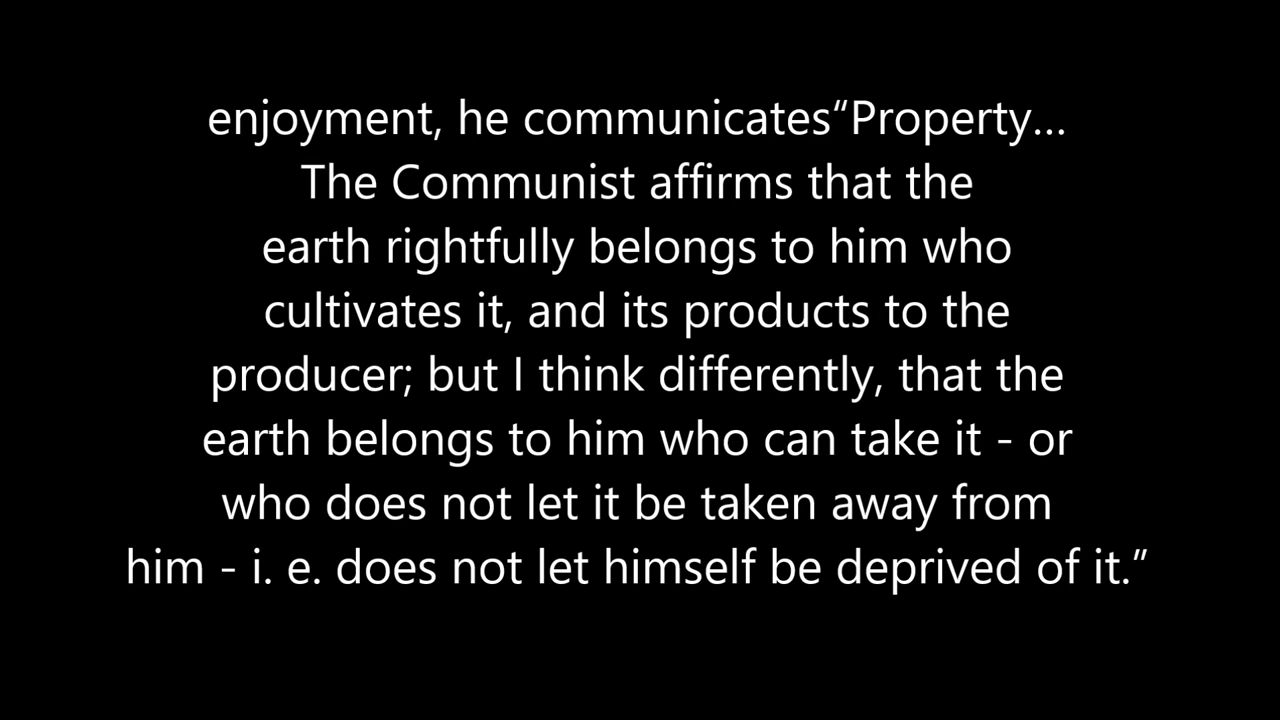 enjoyment, he communicates“Property...
The Communist affirms that the
earth rightfully belongs to him who
cultivates it, and its products to the
producer; but I think differently, that the
earth belongs to him who can take it - or
who does not let it be taken away from
him - i. e. does not let himself be deprived of it.”